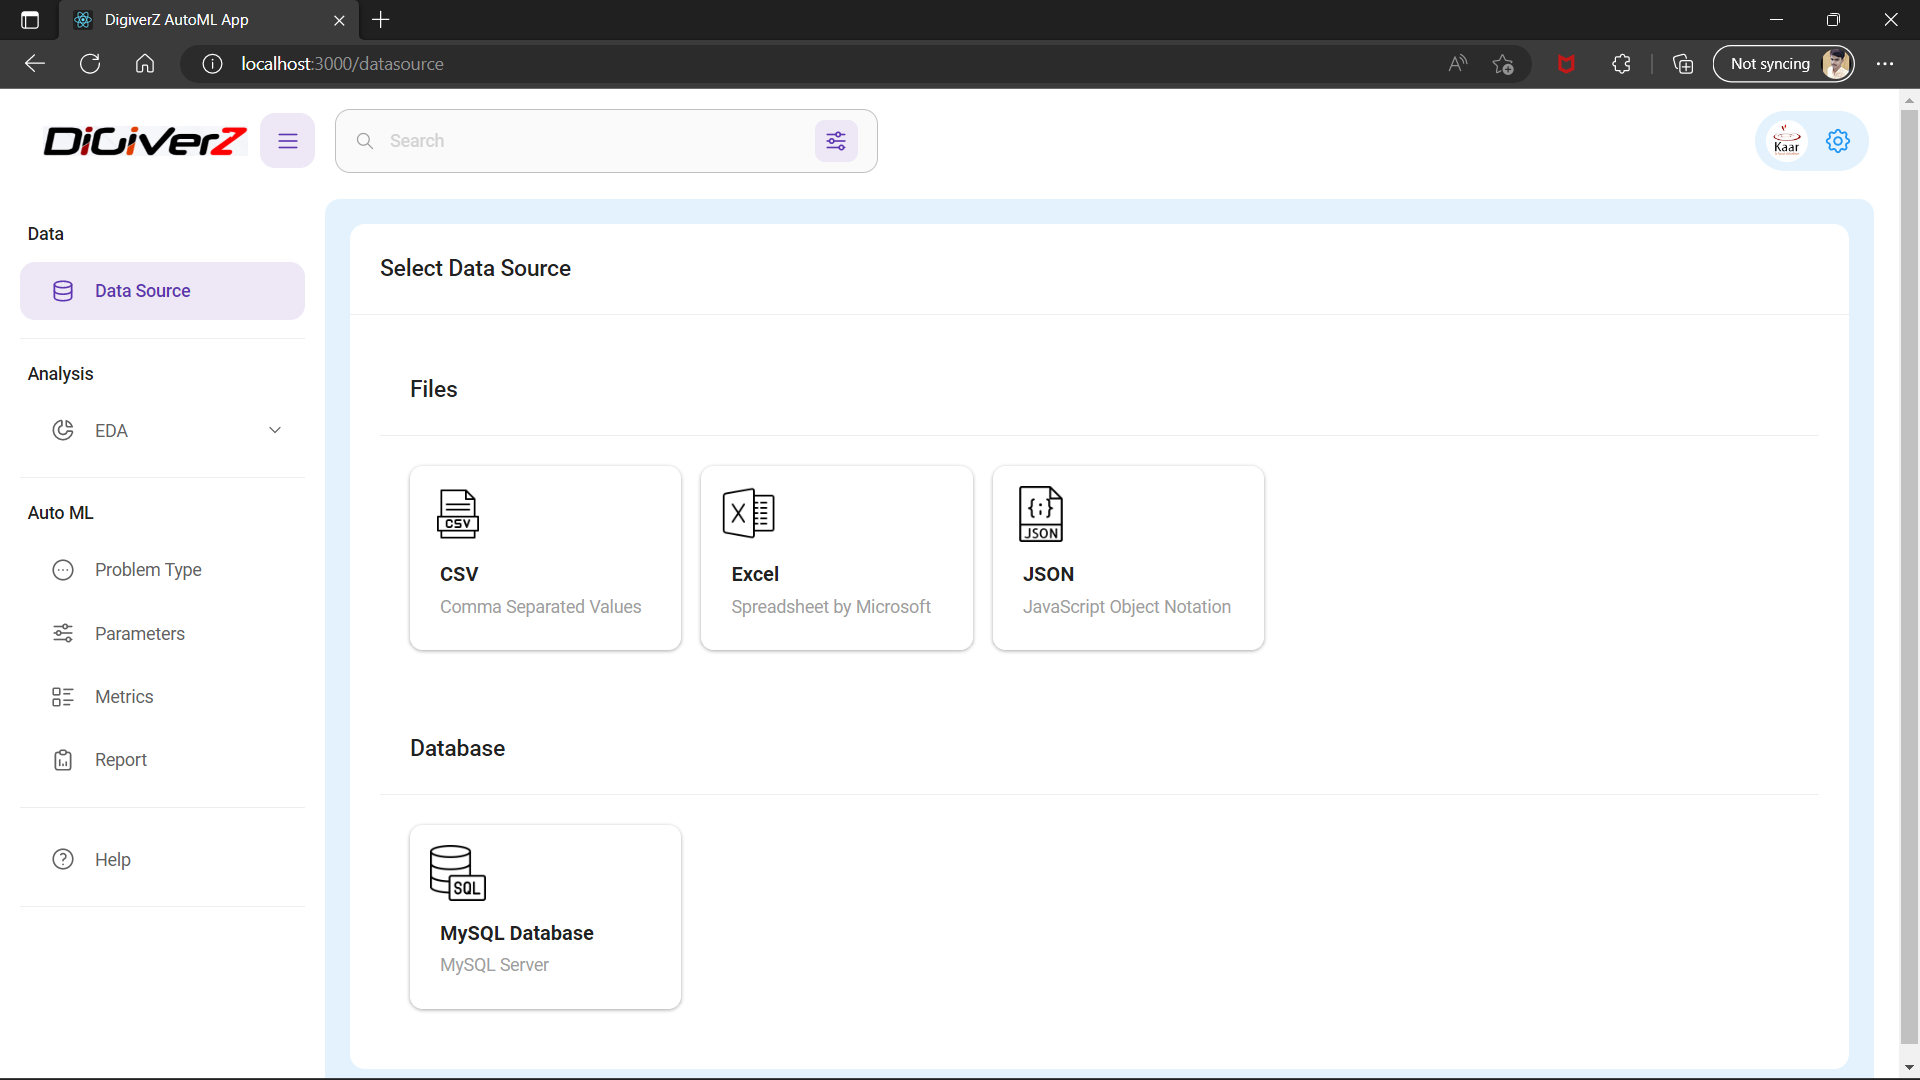 DigiverZ AutoML App
localhost:3000/datasource
Not syncing
DiGiverZ
Search
Kaar
Data
Data Source
Analysis
EDA
Auto ML
Problem Type
Parameters
Metrics
Report
Help
Select Data Source
Files
CSV
CSV
Comma Separated Values
X
Excel
Spreadsheet by Microsoft
{;}
JSON
JSON
JavaScript Object Notation
Database
SQL
MySQL Database
MySQL Server